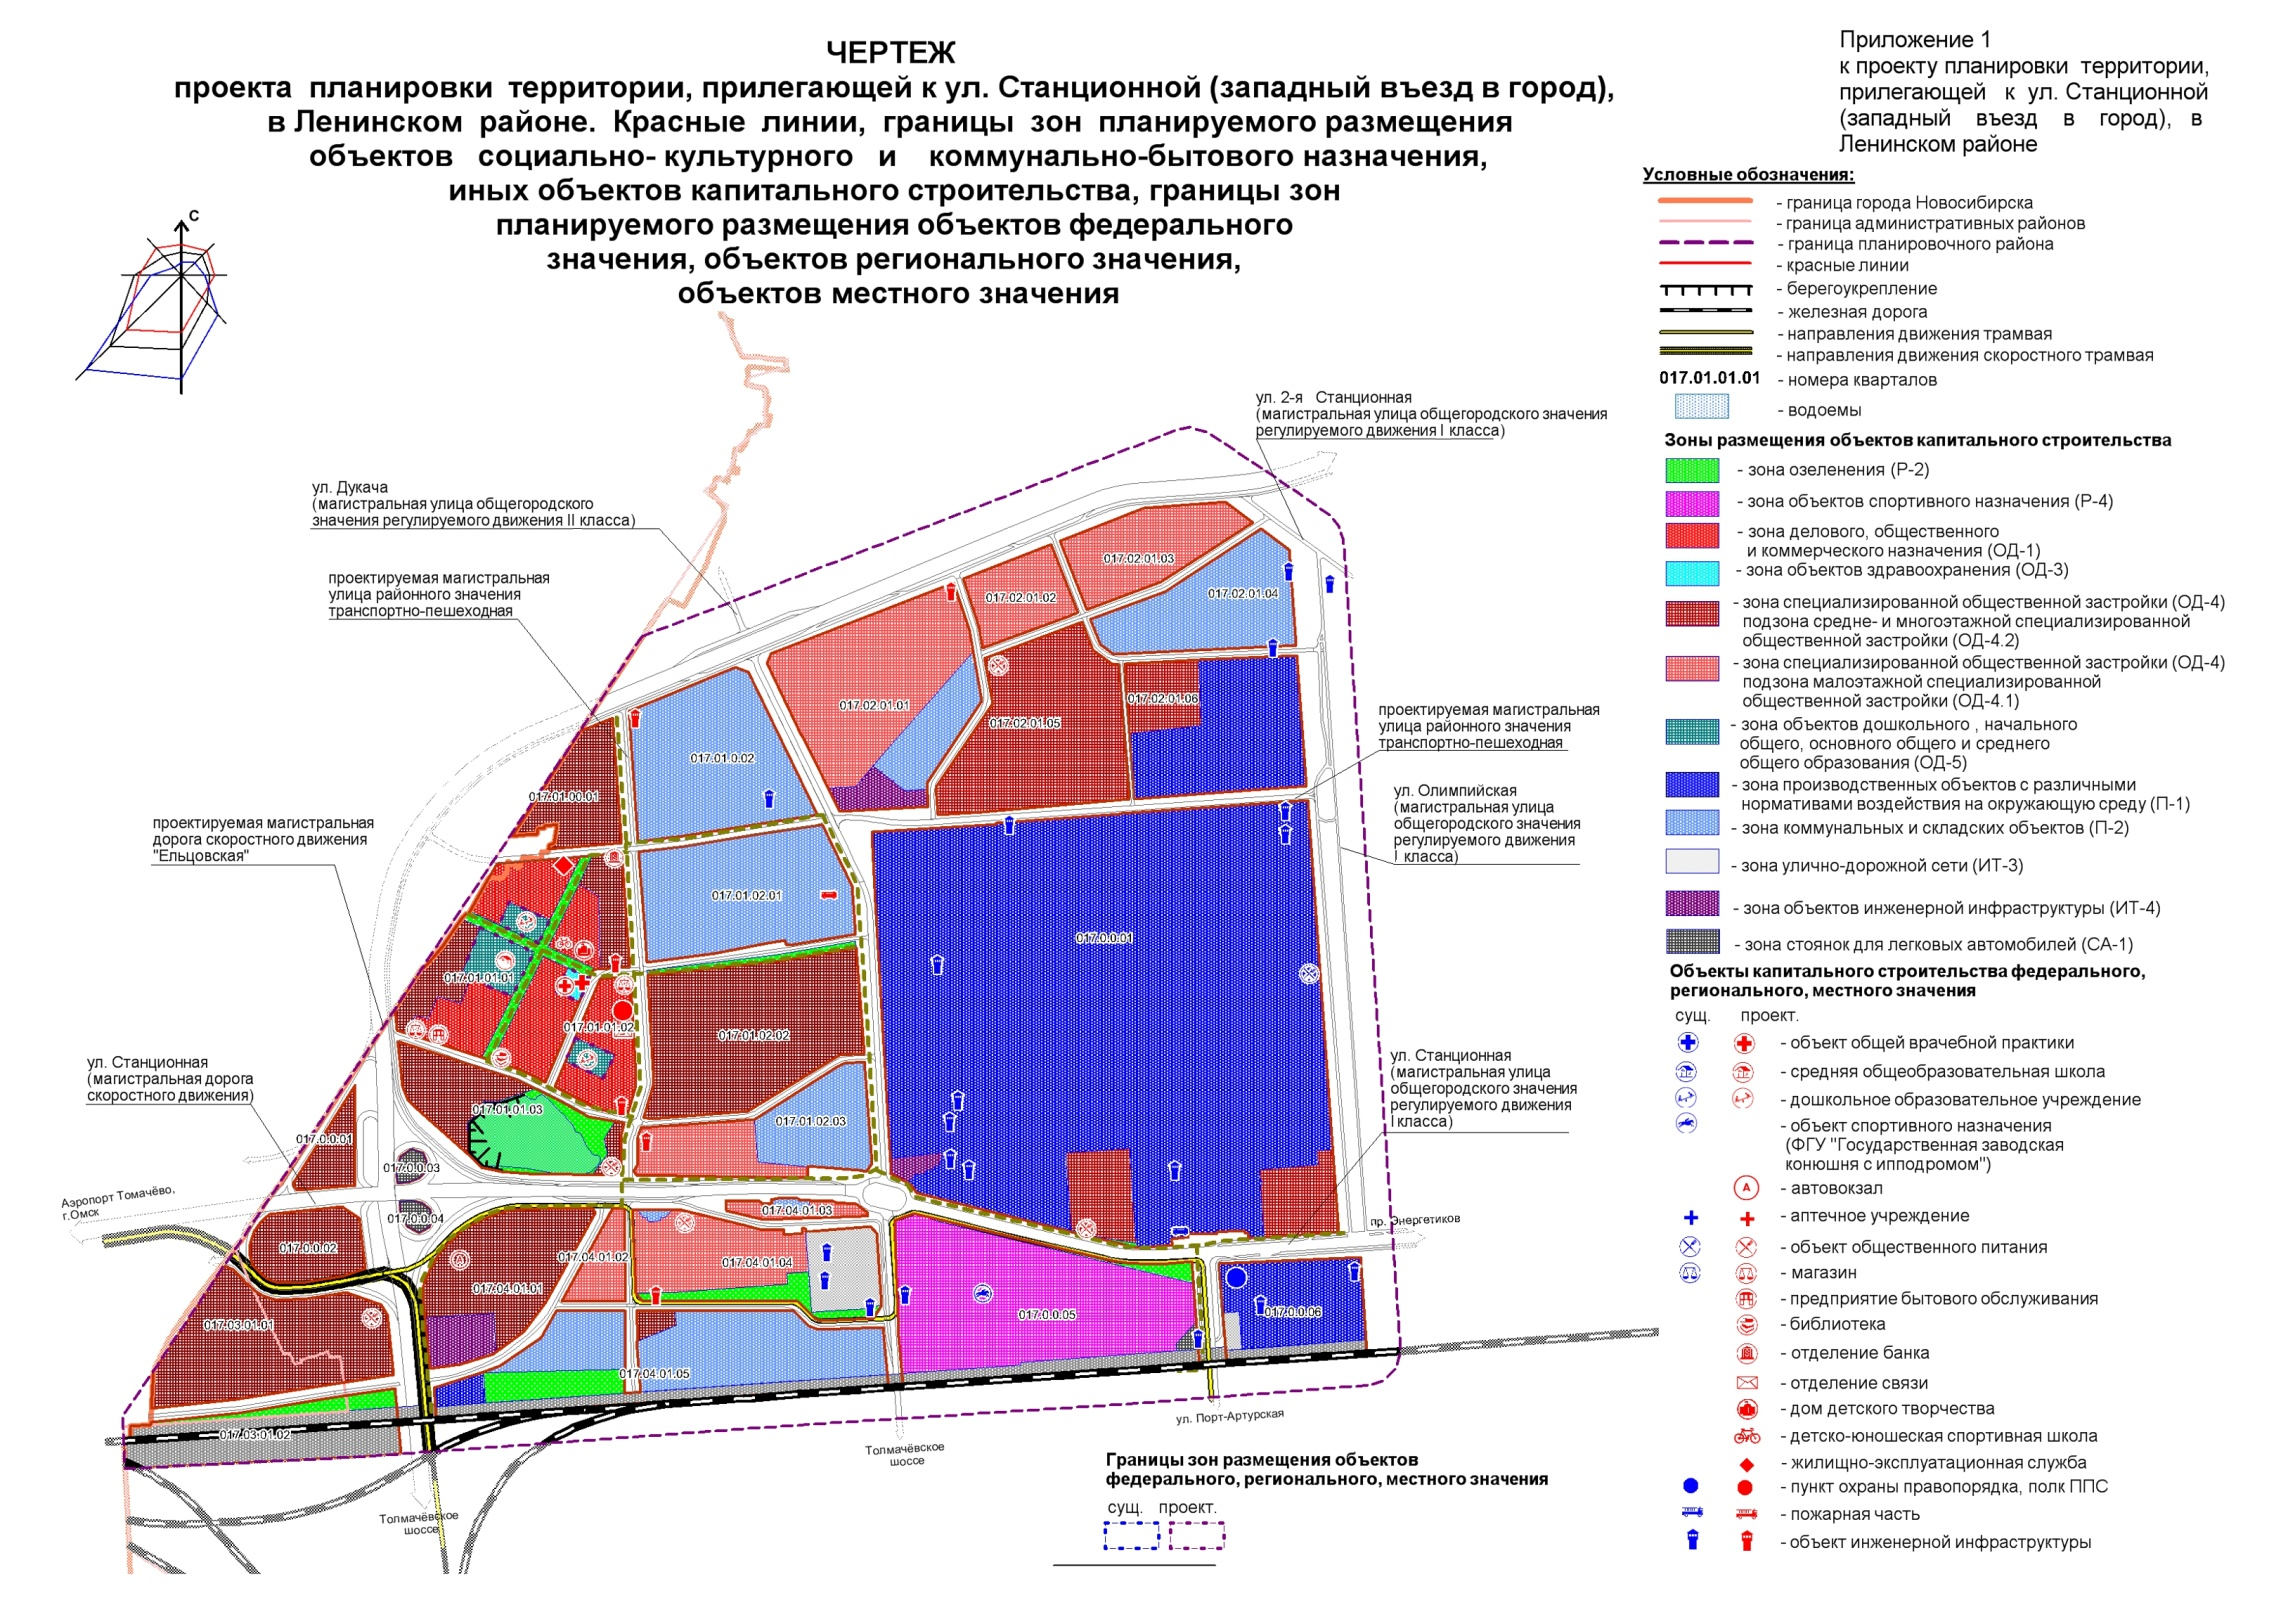 ЧЕРТЕЖ
проекта планировки территории, прилегающей к ул. Станционной (западный въезд в город),
в Ленинском районе. Красные линии, границы зон планируемого размещения
объектов социально- культурного и коммунально-бытового назначения,
иных объектов капитального строительства, границы зон
планируемого размещения объектов федерального
значения, объектов регионального значения,
объектов местного значения
Приложение 1
к проекту планировки территории,
прилегающей к ул. Станционной
(западный въезд в город), в
Ленинском районе
С
Условные обозначения:
- граница города Новосибирска
- граница административных районов
- граница планировочного района
- красные линии
- берегоукрепление
- железная дорога
- направления движения трамвая
- направления движения скоростного трамвая
017.01.01.01 - номера кварталов
- водоемы
Зоны размещения объектов капитального строительства
- зона озеленения (Р-2)
- зона объектов спортивного назначения (Р-4)
- зона делового, общественного
и коммерческого назначения (ОД-1)
- зона объектов здравоохранения (ОД-3)
- зона специализированной общественной застройки (ОД-4)
подзона средне- и многоэтажной специализированной
общественной застройки (ОД-4.2)
- зона специализированной общественной застройки (ОД-4)
подзона малоэтажной специализированной
общественной застройки (ОД-4.1)
- зона объектов дошкольного , начального
общего, основного общего и среднего
общего образования (ОД-5)
- зона производственных объектов с различными
нормативами воздействия на окружающую среду (П-1)
- зона коммунальных и складских объектов (П-2)
- зона улично-дорожной сети (ИТ-3)
- зона объектов инженерной инфраструктуры (ИТ-4)
- зона стоянок для легковых автомобилей (СА-1)
Объекты капитального строительства федерального,
регионального, местного значения
сущ. проект.
- объект общей врачебной практики
- средняя общеобразовательная школа
- дошкольное образовательное учреждение
- объект спортивного назначения
(ФГУ "Государственная заводская
конюшня с ипподромом")
А - автовокзал
- аптечное учреждение
- объект общественного питания
- магазин
- предприятие бытового обслуживания
- библиотека
- отделение банка
- отделение связи
- дом детского творчества
- детско-юношеская спортивная школа
- жилищно-эксплуатационная служба
- пункт охраны правопорядка, полк ППС
- пожарная часть
- объект инженерной инфраструктуры
ул. 2-я Станционная
(магистральная улица общегородского значения
регулируемого движения I класса)
ул. Дукача
(магистральная улица общегородского
значения регулируемого движения II класса)
проектируемая магистральная
улица районного значения
транспортно-пешеходная
проектируемая магистральная
дорога скоростного движения
"Ельцовская"
ул. Станционная
(магистральная дорога
скоростного движения)
Аэропорт Томачёво,
г.Омск
проектируемая магистральная
улица районного значения
транспортно-пешеходная
ул. Олимпийская
(магистральная улица
общегородского значения
регулируемого движения
I класса)
ул. Станционная
(магистральная улица
общегородского значения
регулируемого движения
I класса)
пр. Энергетиков
017.02.01.03
017.02.01.02
017.02.01.04
017.02.01.01
017.02.01.06
017.02.01.05
017.01.0.02
017.01.00.01
017.01.02.01
017.0.0.01
017.01.01.01
017.01.01.02
017.01.02.02
017.01.01.03
017.01.02.03
017.0.0.01
017.0.0.03
017.0.0.04
017.04.01.03
017.0.0.02
017.04.01.02
017.04.01.04
А
017.04.01.01
017.0.0.05
017.0.0.06
017.03.01.01
017.04.01.05
017.03.01.02
ул. Порт-Артурская
Толмачёвское
шоссе
Толмачёвское
шоссе
Границы зон размещения объектов
федерального, регионального, местного значения
сущ. проект.